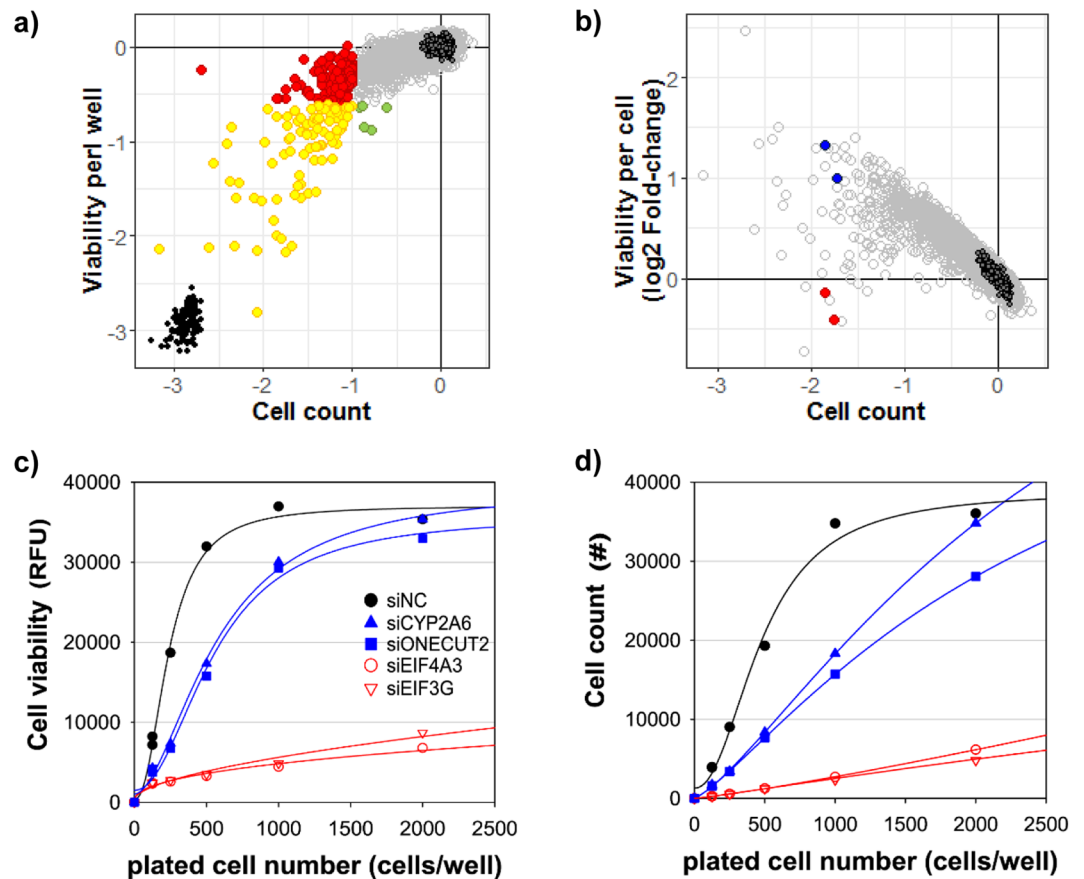 a)
Viability perl well
0
-1
-2
-3
-3
-2
-1
0
Cell count
b)
Viability per cell
(log2 Fold-change)
2
1
0
-3
-2
-1
0
Cell count
c)
Cell viability (RFU)
40000
30000
20000
10000
0
siNC
siCYP2A6
siONECUT2
siEIF4A3
siEIF3G
0
500
1000
1500
2000
2500
plated cell number (cells/well)
d)
Cell count (#)
40000
30000
20000
10000
0
0
500
1000
1500
2000
2500
plated cell number (cells/well)